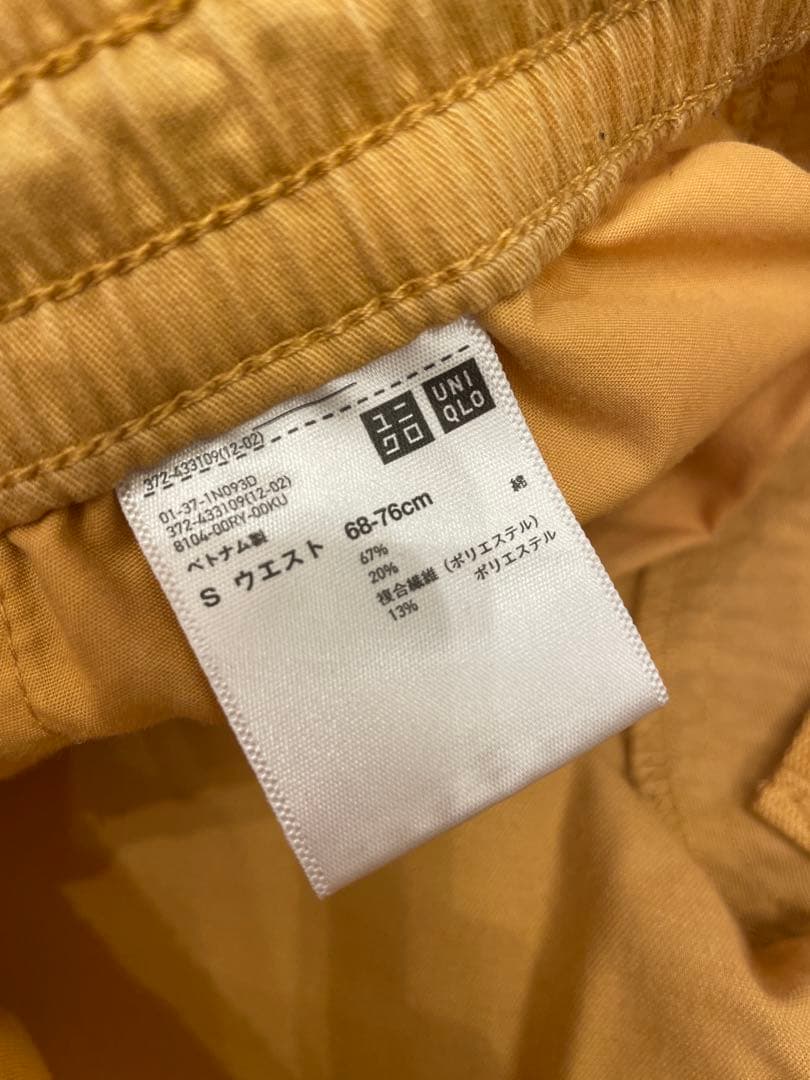 ユニ
クロ
UNI
QLO
372-433109(12-02)
01-37-1N093D
372-433109(12-02)
8104-00RY-00KU
ベトナム製
S ウエスト 68-76cm
67% 綿
20%
複合繊維(ポリエステル)
13% ポリエステル